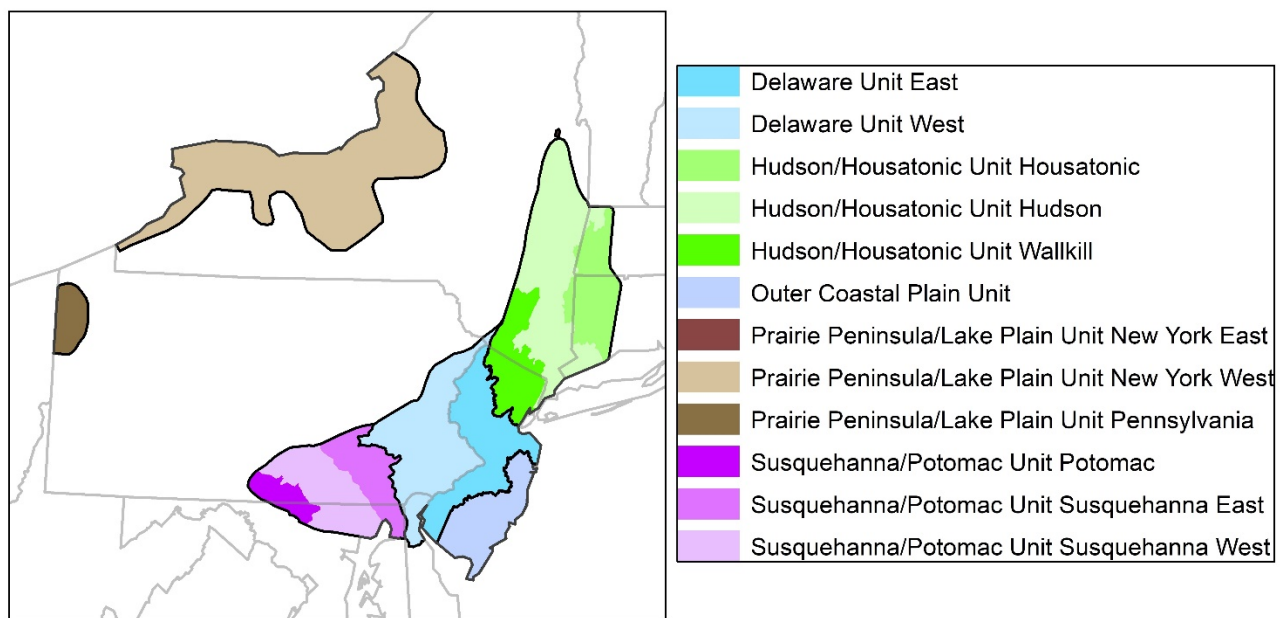 Delaware Unit East
Delaware Unit West
Hudson/Housatonic Unit Housatonic
Hudson/Housatonic Unit Hudson
Hudson/Housatonic Unit Wallkill
Outer Coastal Plain Unit
Prairie Peninsula/Lake Plain Unit New York East
Prairie Peninsula/Lake Plain Unit New York West
Prairie Peninsula/Lake Plain Unit Pennsylvania
Susquehanna/Potomac Unit Potomac
Susquehanna/Potomac Unit Susquehanna East
Susquehanna/Potomac Unit Susquehanna West